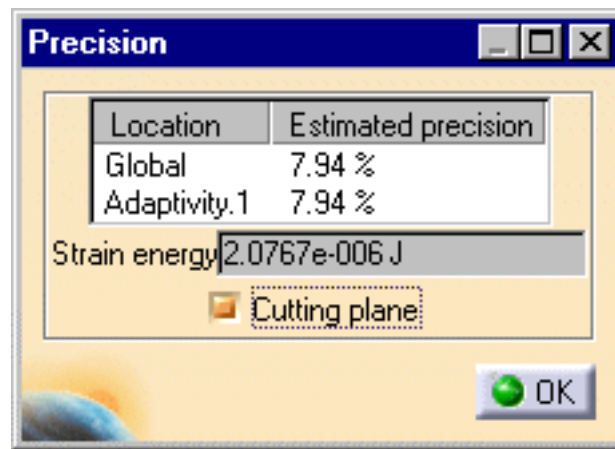 Precision
Location Estimated precision
Global 7.94 %
Adaptivity.1 7.94 %
Strain energy 2.0767e-006 J
Cutting plane
OK